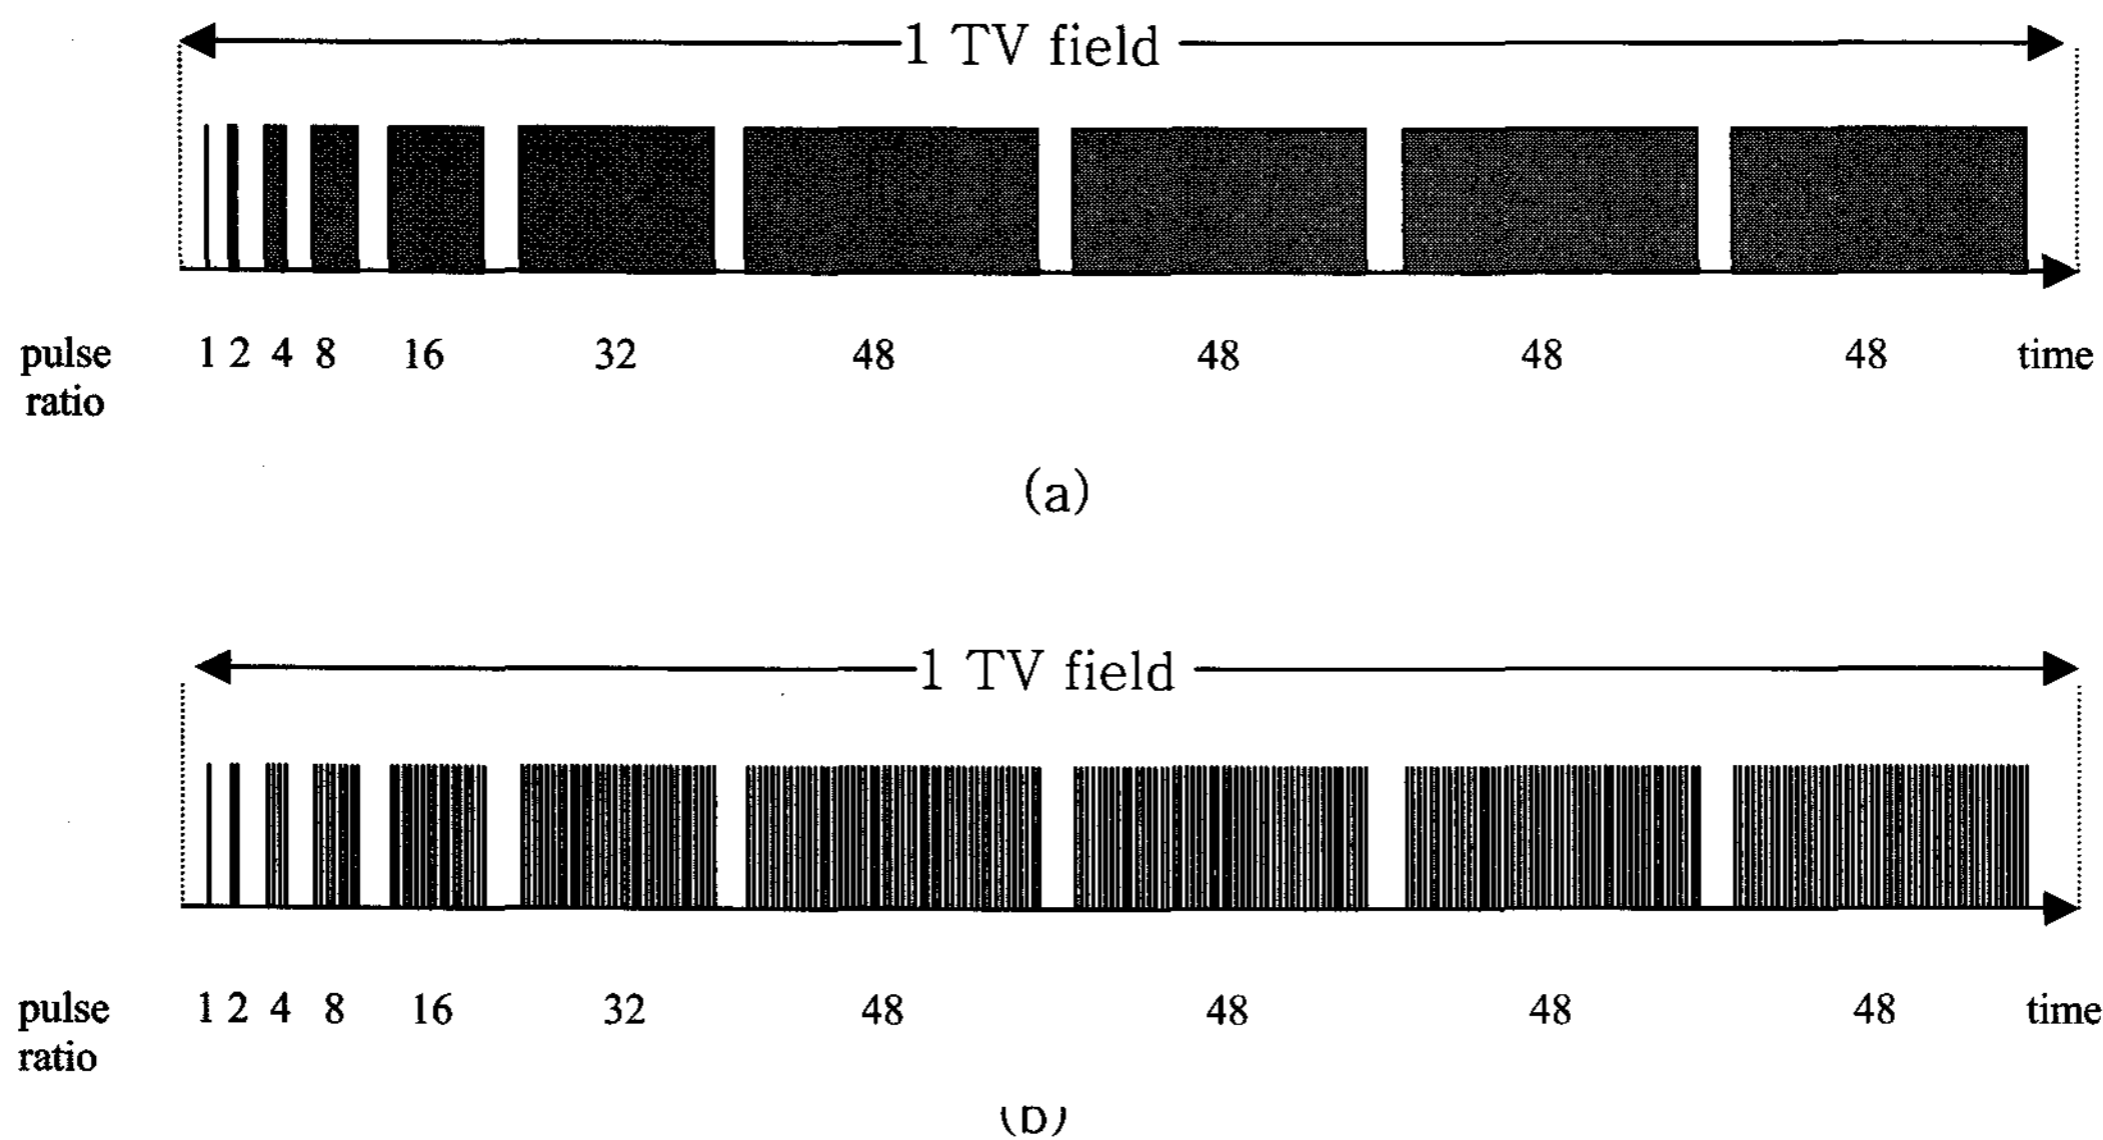 1 TV field
pulse 1 2 4 8 16 32 48 48 48 48 time
ratio
(a)
1 TV field
pulse 1 2 4 8 16 32 48 48 48 48 time
ratio
(b)